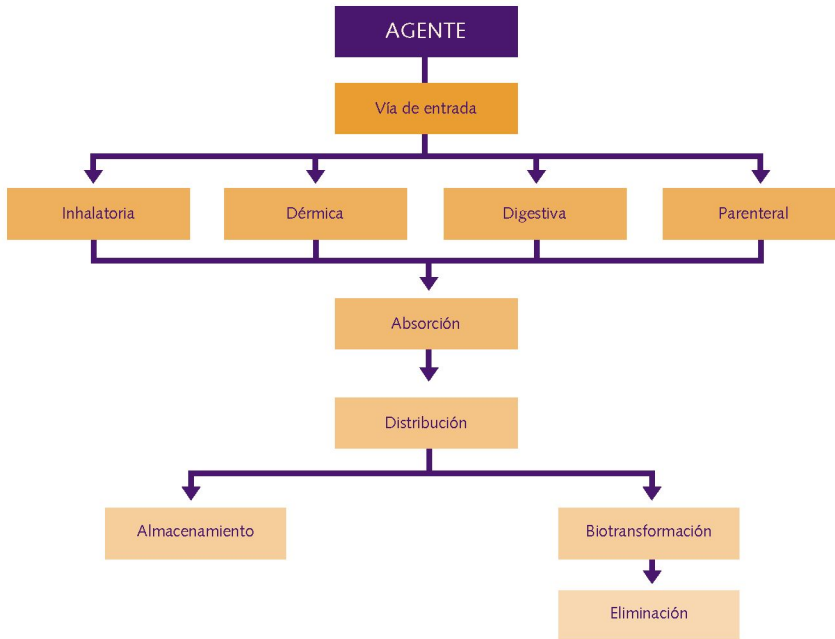 AGENTE
Vía de entrada
Inhalatoria
Dérmica
Digestiva
Parenteral
Absorción
Distribución
Almacenamiento
Biotransformación
Eliminación